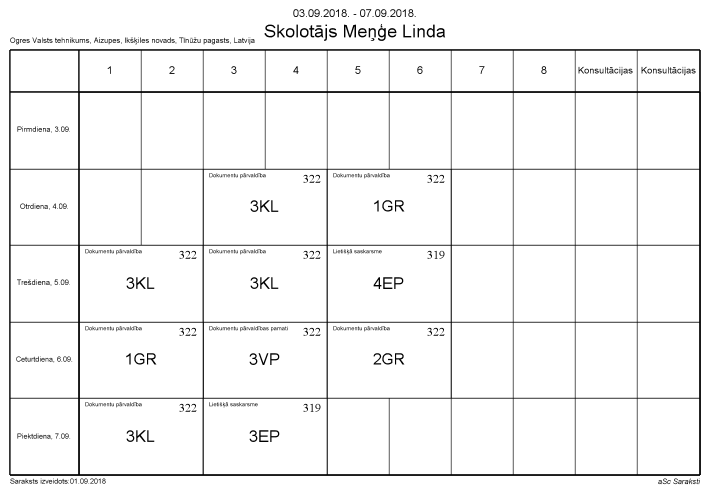 03.09.2018. - 07.09.2018.
Ogres Valsts tehnikums, Aizupes, Ikšķiles novads, Tīnūžu pagasts, Latvija
Skolotājs Meņģe Linda
1 2 3 4 5 6 7 8 Konsultācijas Konsultācijas
Pirmdiena, 3.09.
Dokumentu pārvaldība 322 Dokumentu pārvaldība 322
Otrdiena, 4.09. 3KL 1GR
Dokumentu pārvaldība 322 Dokumentu pārvaldība 322 Lietišķā saskarsme 319
Trešdiena, 5.09. 3KL 3KL 4EP
Dokumentu pārvaldība 322 Dokumentu pārvaldības pamati 322 Dokumentu pārvaldība 322
Ceturtdiena, 6.09. 1GR 3VP 2GR
Dokumentu pārvaldība 322 Lietišķā saskarsme 319
Piektdiena, 7.09. 3KL 3EP
Saraksts izveidots:01.09.2018 aSc Saraksti